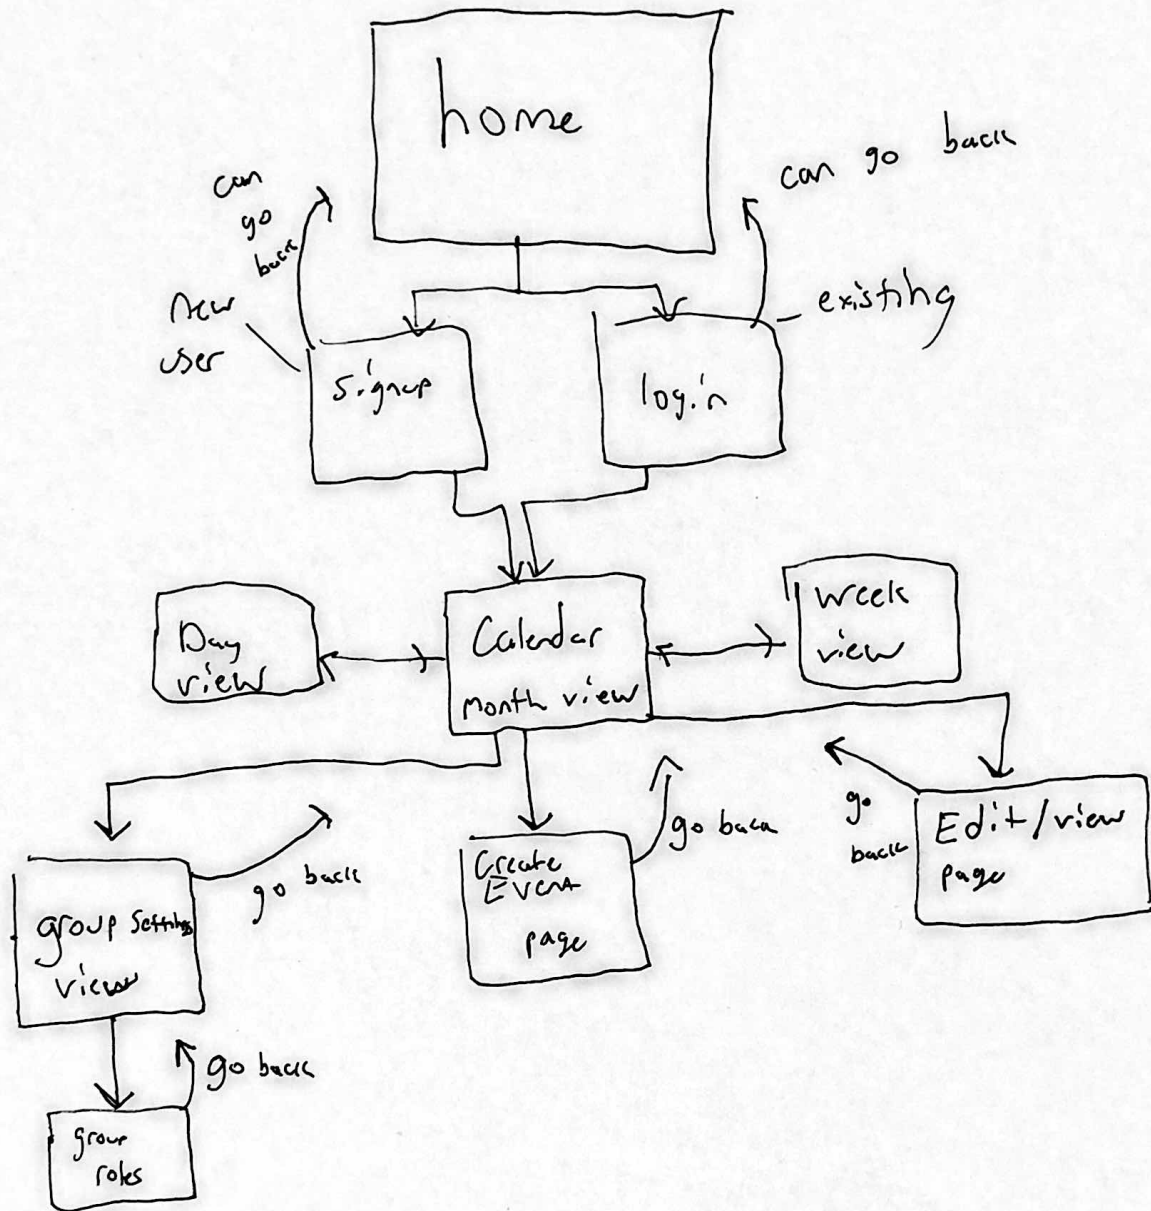 home
can
go
back
can go back
new
user
existing
signup
login
Day
view
Calendar
month view
week
view
go back
go back
go
back
Edit/view
page
group Settings
view
Create
Event
page
go back
group
roles